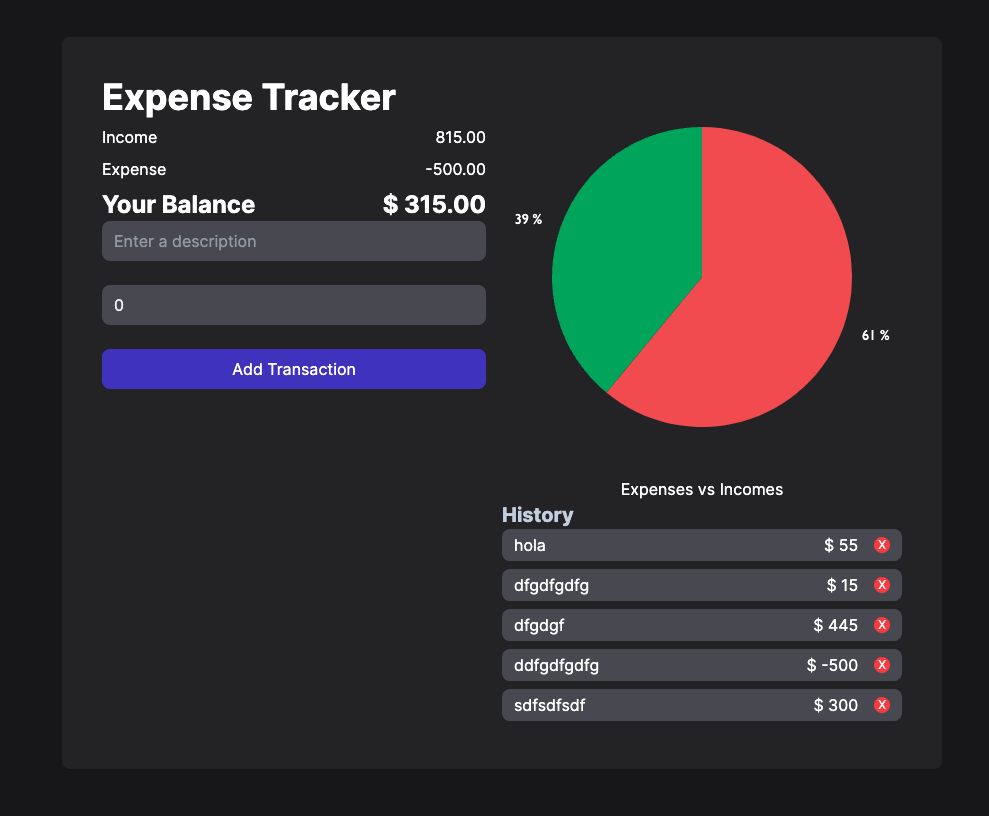 Expense Tracker
Income 815.00
Expense -500.00
Your Balance $ 315.00
Enter a description
0
Add Transaction
39 %
61 %
Expenses vs Incomes
History
hola $ 55 X
dfgdfgdfg $ 15 X
dfgdgf $ 445 X
ddfgdfgdfg $ -500 X
sdfsdfsdf $ 300 X